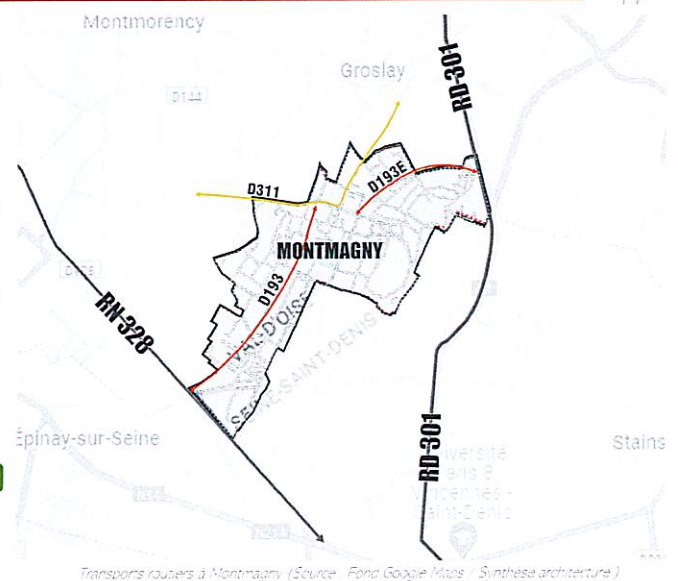 Montmorency
Groslay
D144
RD-301
D311
D193E
MONTMAGNY
D193
VAL-D'OISE
SEINE-SAINT-DENIS
RN-328
Épinay-sur-Seine
RD-301
Université
Paris 8
Vincennes -
Saint-Denis
Stains
Transports routiers à Montmagny (Source : Fond Google Maps / Synthèse architecture )